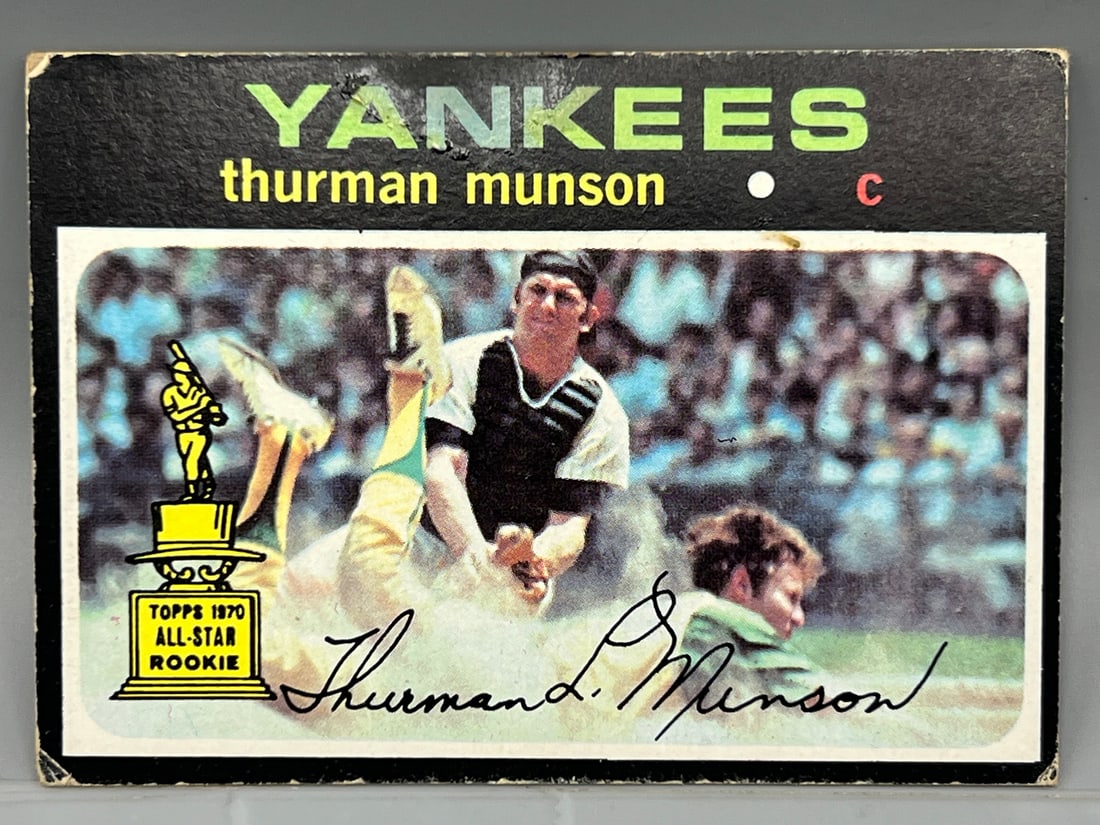 YANKEES
thurman munson • c
TOPPS 1970
ALL-STAR
ROOKIE
Thurman L. Munson